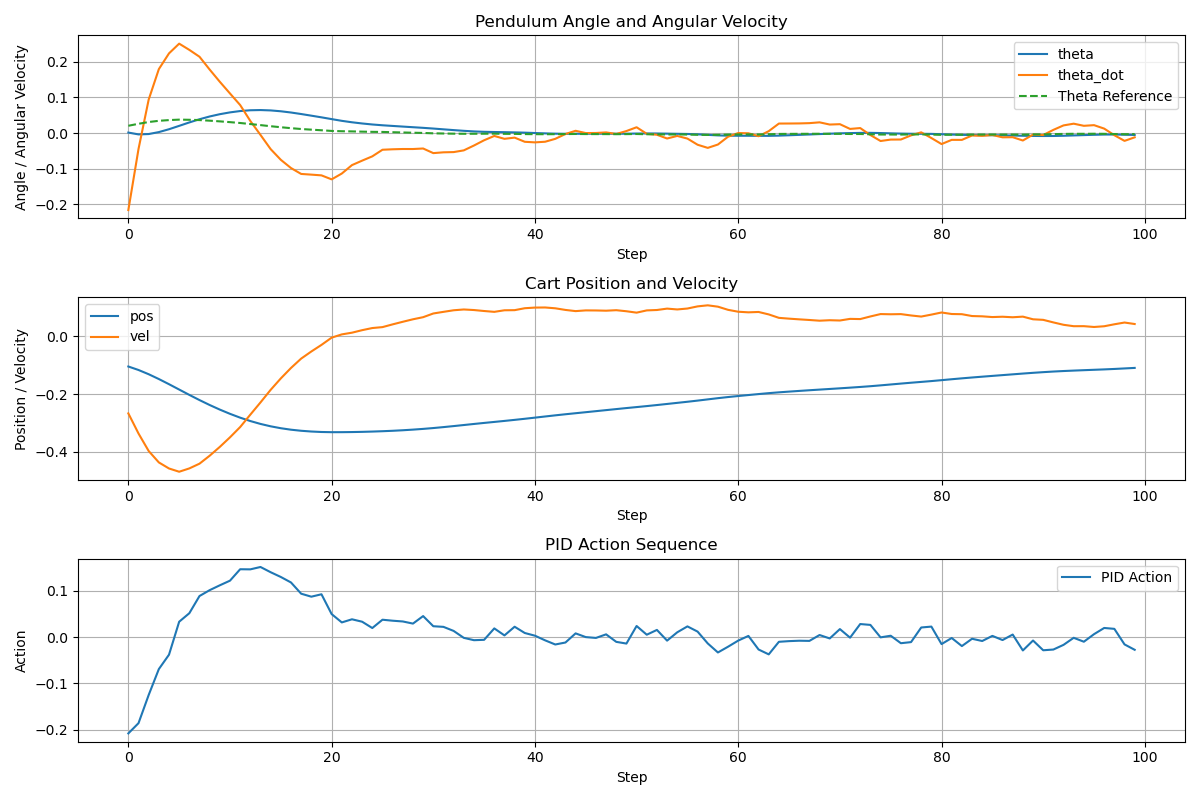 Pendulum Angle and Angular Velocity
Angle / Angular Velocity
0.2
0.1
0.0
−0.1
−0.2
theta
theta_dot
Theta Reference
0 20 40 60 80 100
Step
Cart Position and Velocity
Position / Velocity
0.0
−0.2
−0.4
pos
vel
0 20 40 60 80 100
Step
PID Action Sequence
Action
0.1
0.0
−0.1
−0.2
PID Action
0 20 40 60 80 100
Step